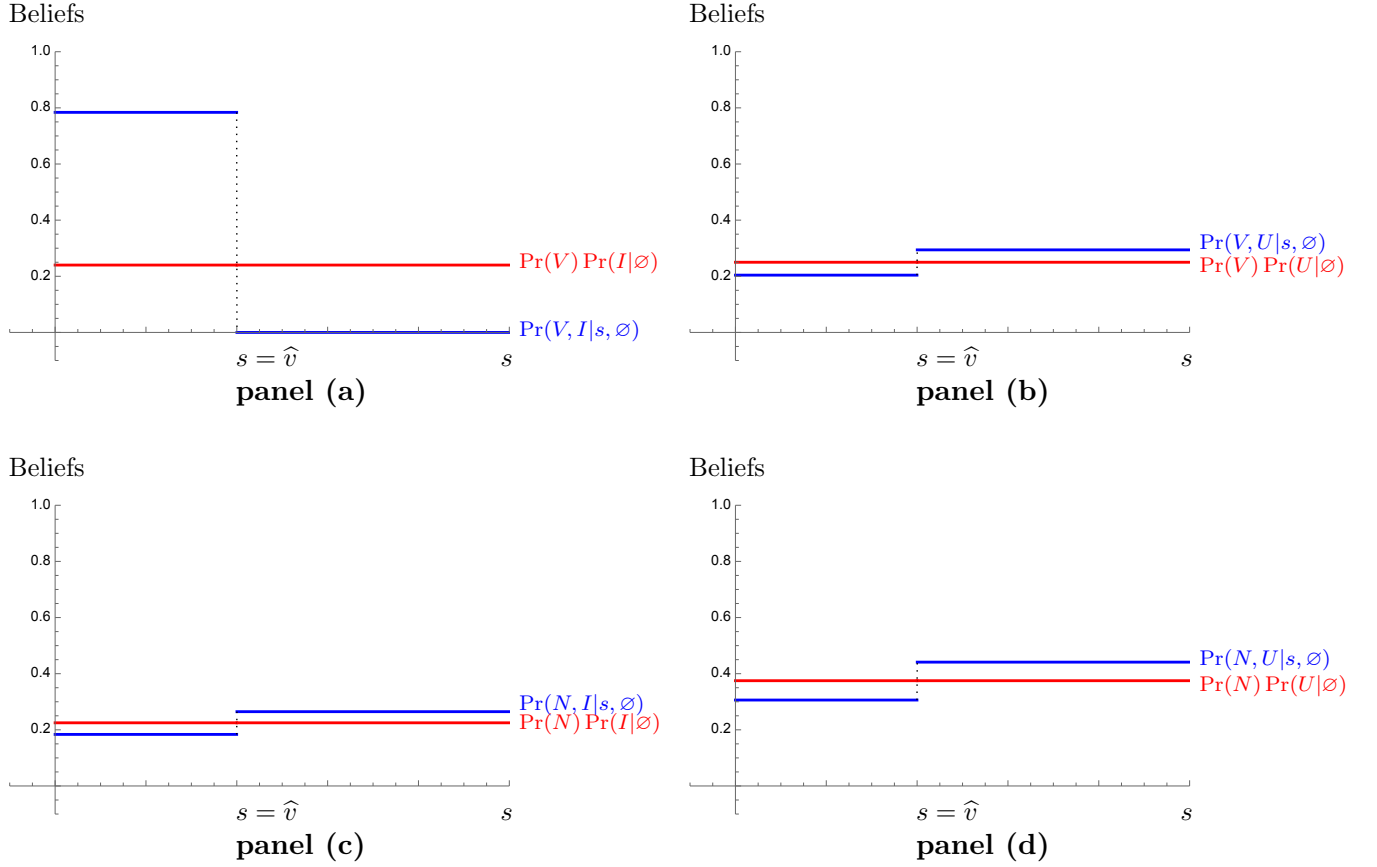 Beliefs
1.0
0.8
0.6
0.4
0.2
Pr(V) Pr(I|∅)
Pr(V, I|s, ∅)
s = v̂
s
panel (a)
Beliefs
1.0
0.8
0.6
0.4
0.2
Pr(V, U|s, ∅)
Pr(V) Pr(U|∅)
s = v̂
s
panel (b)
Beliefs
1.0
0.8
0.6
0.4
0.2
Pr(N, I|s, ∅)
Pr(N) Pr(I|∅)
s = v̂
s
panel (c)
Beliefs
1.0
0.8
0.6
0.4
0.2
Pr(N, U|s, ∅)
Pr(N) Pr(U|∅)
s = v̂
s
panel (d)